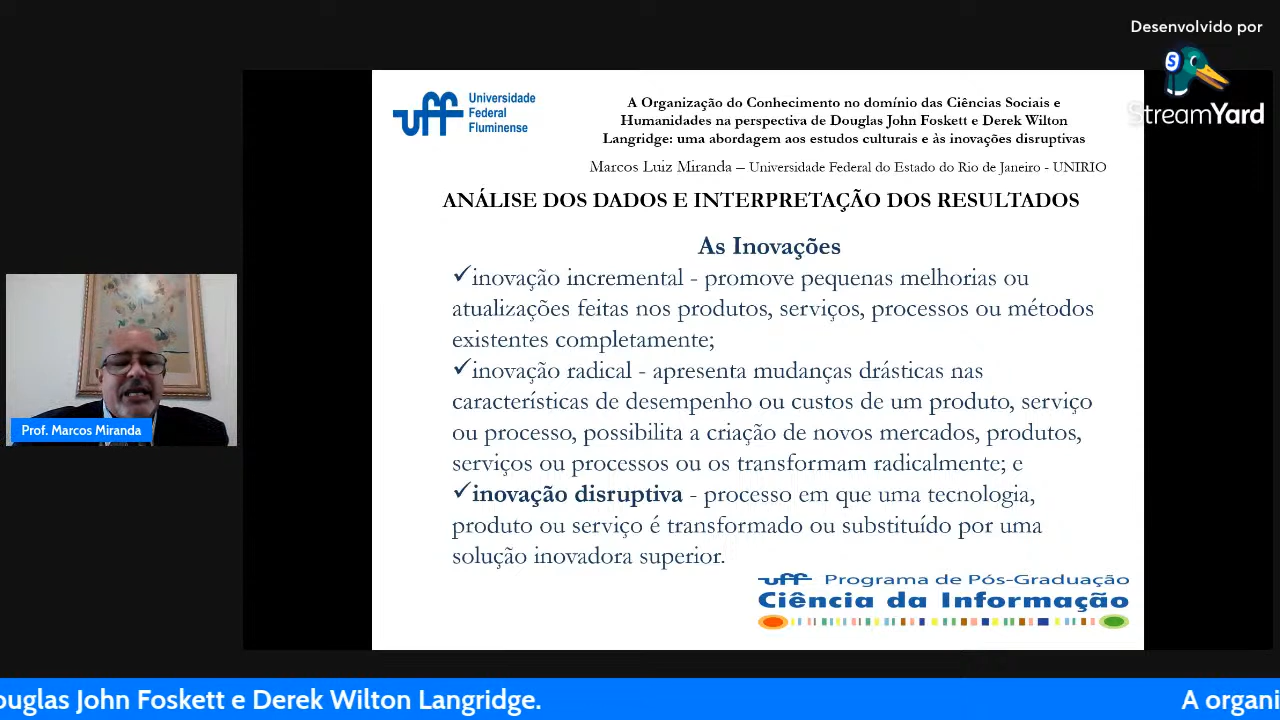 Desenvolvido por
StreamYard
uff Universidade
Federal
Fluminense
A Organização do Conhecimento no domínio das Ciências Sociais e
Humanidades na perspectiva de Douglas John Foskett e Derek Wilton
Langridge: uma abordagem aos estudos culturais e às inovações disruptivas
Marcos Luiz Miranda – Universidade Federal do Estado do Rio de Janeiro - UNIRIO
ANÁLISE DOS DADOS E INTERPRETAÇÃO DOS RESULTADOS
As Inovações
✓inovação incremental - promove pequenas melhorias ou
atualizações feitas nos produtos, serviços, processos ou métodos
existentes completamente;
✓inovação radical - apresenta mudanças drásticas nas
características de desempenho ou custos de um produto, serviço
ou processo, possibilita a criação de novos mercados, produtos,
serviços ou processos ou os transformam radicalmente; e
✓inovação disruptiva - processo em que uma tecnologia,
produto ou serviço é transformado ou substituído por uma
solução inovadora superior.
uff Programa de Pós-Graduação
Ciência da Informação
Prof. Marcos Miranda
ouglas John Foskett e Derek Wilton Langridge.
A organi